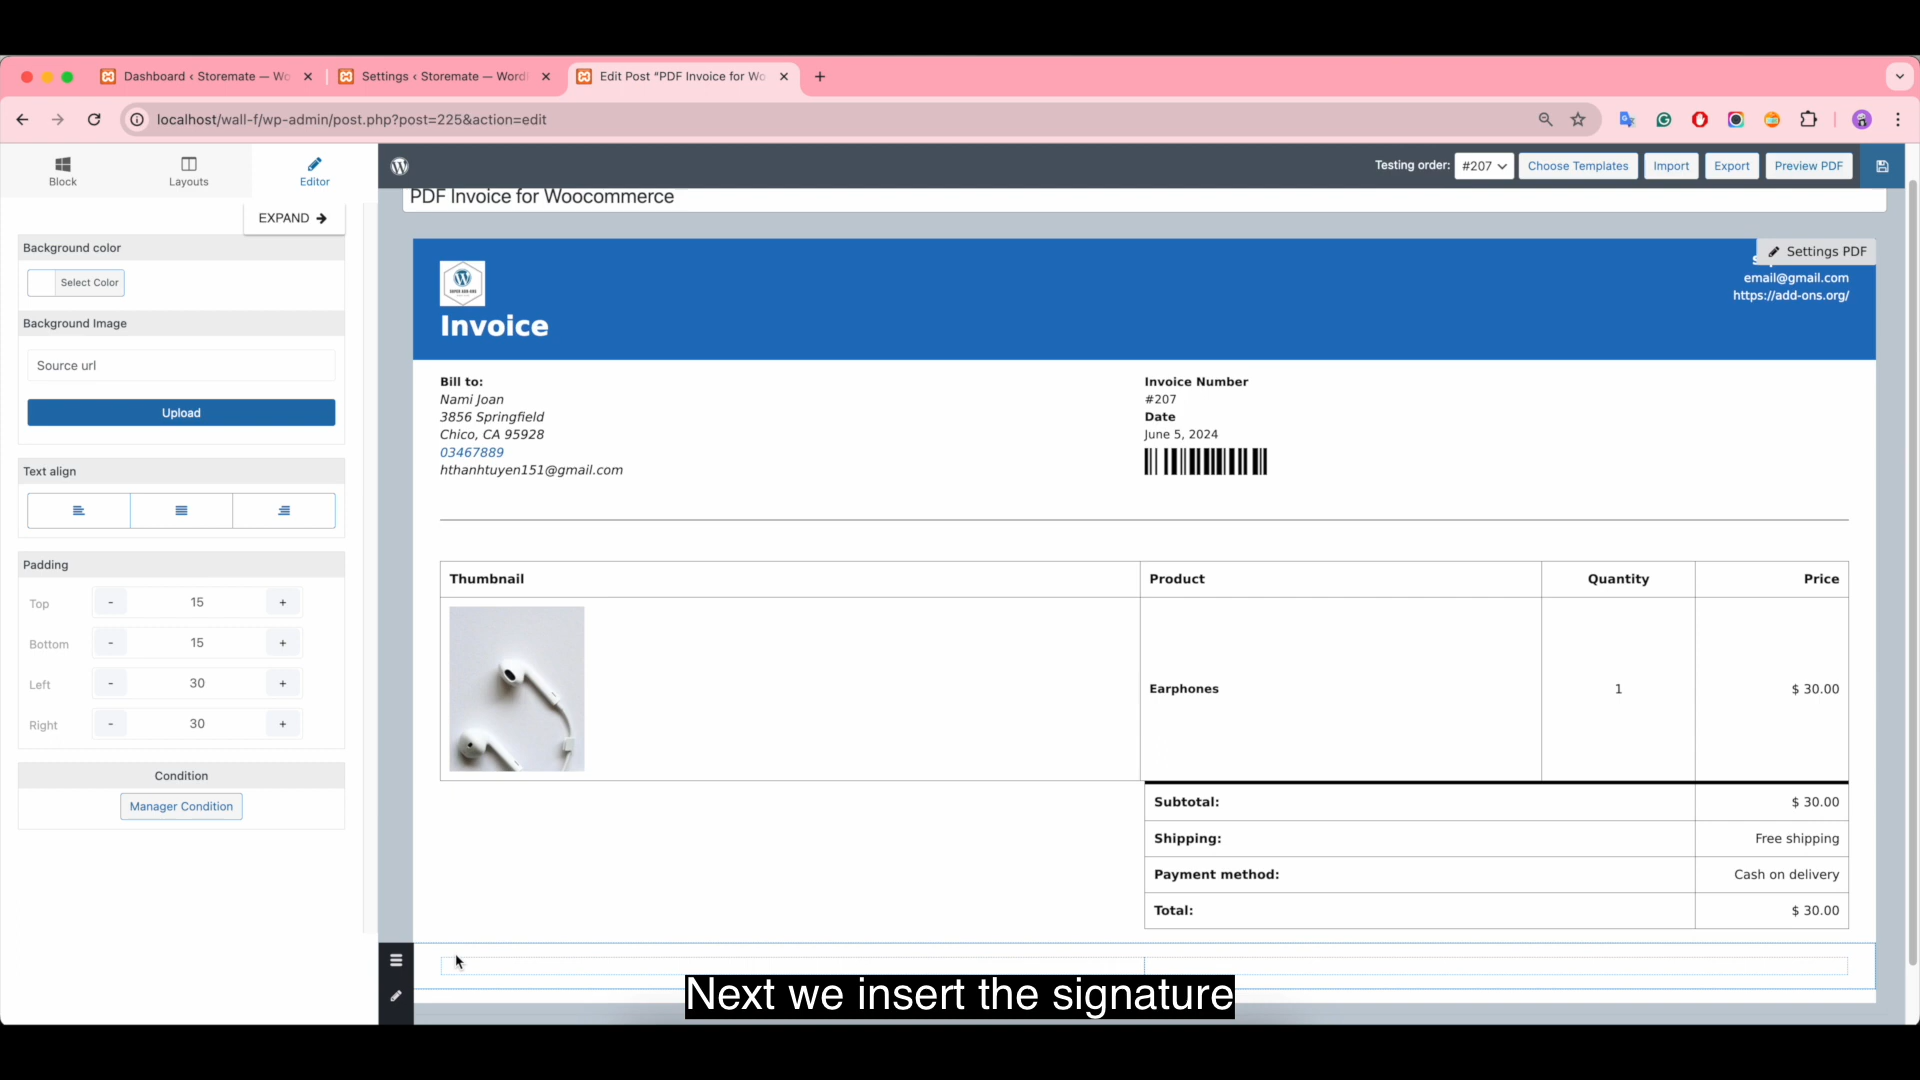 Dashboard ‹ Storemate — Wo
Settings ‹ Storemate — Word
Edit Post “PDF Invoice for Wo
localhost/wall-f/wp-admin/post.php?post=225&action=edit
Block
Layouts
Editor
Testing order:
#207
Choose Templates
Import
Export
Preview PDF
EXPAND
PDF Invoice for Woocommerce
Background color
Select Color
Background Image
Source url
Upload
Text align
Padding
Top - 15 +
Bottom - 15 +
Left - 30 +
Right - 30 +
Condition
Manager Condition
Settings PDF
email@gmail.com
https://add-ons.org/
Invoice
Bill to:
Nami Joan
3856 Springfield
Chico, CA 95928
03467889
hthanhtuyen151@gmail.com
Invoice Number
#207
Date
June 5, 2024
Thumbnail Product Quantity Price
Earphones 1 $ 30.00
Subtotal: $ 30.00
Shipping: Free shipping
Payment method: Cash on delivery
Total: $ 30.00
Next we insert the signature